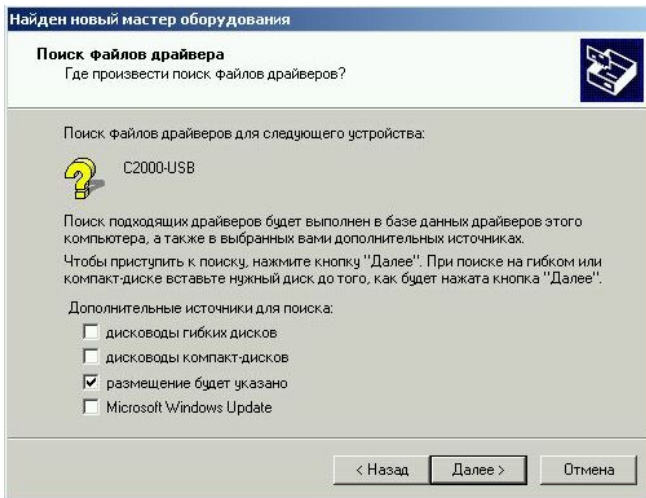 Найден новый мастер оборудования
Поиск файлов драйвера
Где произвести поиск файлов драйверов?
Поиск файлов драйверов для следующего устройства:
C2000-USB
Поиск подходящих драйверов будет выполнен в базе данных драйверов этого
компьютера, а также в выбранных вами дополнительных источниках.
Чтобы приступить к поиску, нажмите кнопку "Далее". При поиске на гибком или
компакт-диске вставьте нужный диск до того, как будет нажата кнопка "Далее".
Дополнительные источники для поиска:
дисководы гибких дисков
дисководы компакт-дисков
размещение будет указано
Microsoft Windows Update
< Назад Далее > Отмена